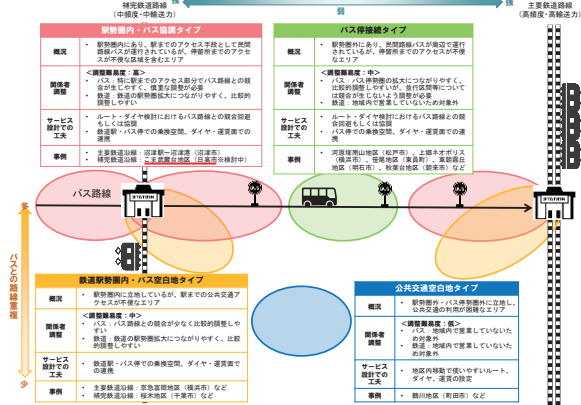 補完鉄道路線
(中頻度・中輸送力)
強
弱
強
主要鉄道路線
(高頻度・高輸送力)
駅勢圏内・バス協調タイプ
概況
• 駅勢圏内にあり、駅までのアクセス手段として民間
路線バスが運行されているが、停留所までのアクセス
が不便な区域を含むエリア
関係者
調整
<調整難易度：高>
• バス：特に駅までのアクセス部分でバス路線との競
合が生じやすく、慎重な調整が必要
• 鉄道：鉄道の駅勢圏拡大につながりやすく、比較的
調整しやすい
サービス
設計での
工夫
• ルート・ダイヤ検討におけるバス路線との競合回
避もしくは協調
• 鉄道駅・バス停での乗換空間、ダイヤ・運賃面での
連携
事例
• 主要鉄道沿線：沼津駅ー沼津港（沼津市）
• 補完鉄道沿線：こま武蔵台地区（日高市※検討中）
バス停接続タイプ
概況
• 駅勢圏外にあり、民間路線バスが周辺で運行
されているが、停留所までのアクセスが不便
なエリア
関係者
調整
<調整難易度：中>
• バス：バス停勢圏の拡大につながりやすく、
比較的調整しやすいが、並行区間等について
は競合が生じないよう調整が必要
• 鉄道：地域内で営業していないため対象外
サービス
設計での
工夫
• ルート・ダイヤ検討におけるバス路線との競合
回避もしくは協調
• バス停での乗換空間、ダイヤ・運賃面での連
携
事例
• 河原塚南山地区（松戸市）、上郷ネオポリス
（横浜市）、笹尾地区（東員町）、東朝霧丘
地区（明石市）、秋葉台地区（朝来市）など
バス路線
多
バスとの路線重複
少
鉄道駅勢圏内・バス空白地タイプ
概況
• 駅勢圏内に立地しているが、駅までの公共交通ア
クセスが不便なエリア
関係者
調整
<調整難易度：中>
• バス：バス路線との競合が少なく比較的調整しや
すい
• 鉄道：鉄道の駅勢圏拡大につながりやすく、比較
的調整しやすい
サービス
設計での
工夫
• 鉄道駅・バス停での乗換空間、ダイヤ・運賃面で
の連携
事例
• 主要鉄道沿線：京急富岡地区（横浜市）など
• 補完鉄道沿線：桜木地区（千葉市）など
公共交通空白地タイプ
概況
• 駅勢圏外・バス停勢圏外に立地し、
公共交通の利用が困難なエリア
関係者
調整
<調整難易度：低>
• バス：地域内で営業していないた
め対象外
• 鉄道：地域内で営業していないた
め対象外
サービス
設計での
工夫
• 地区内移動で使いやすいルート、
ダイヤ、運賃の設定
事例
• 鶴川地区（町田市）など